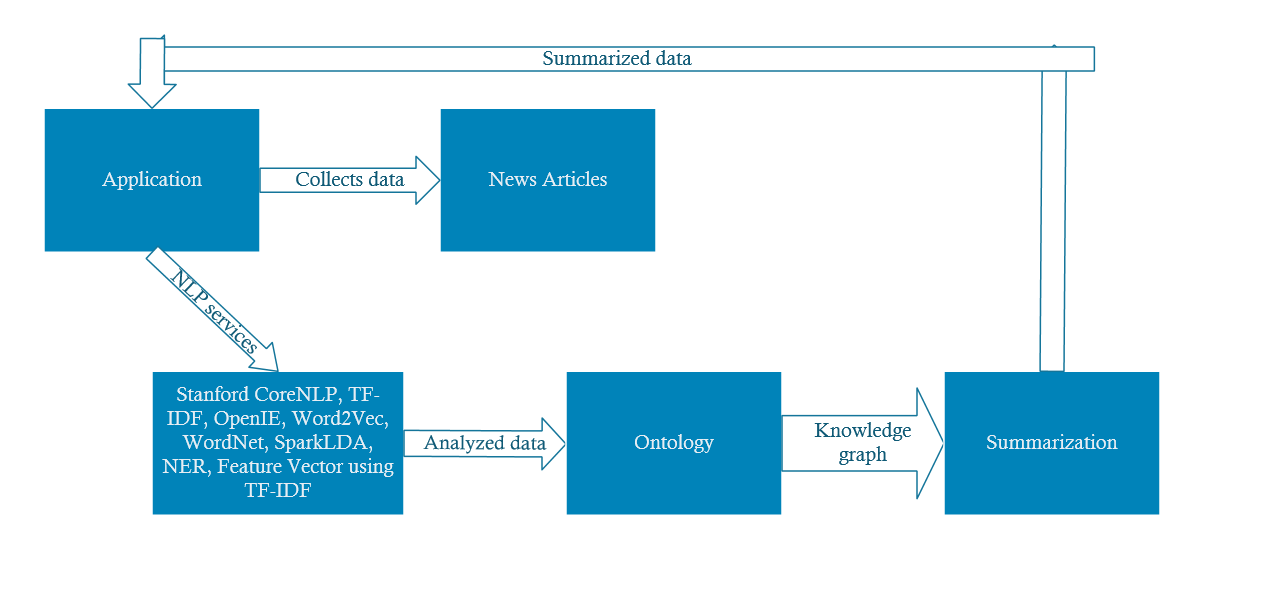 Summarized data
Application
Collects data
News Articles
NLP services
Stanford CoreNLP, TF-
IDF, OpenIE, Word2Vec,
WordNet, SparkLDA,
NER, Feature Vector using
TF-IDF
Analyzed data
Ontology
Knowledge
graph
Summarization